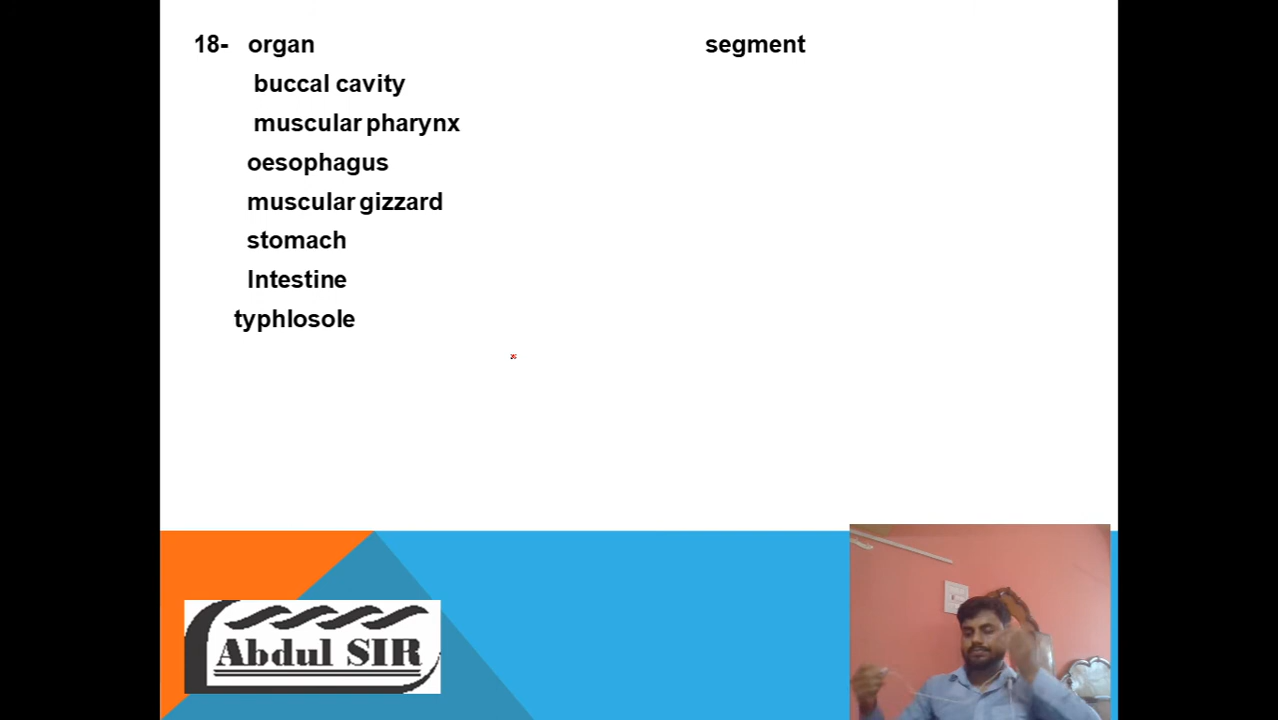 18- organ segment
buccal cavity
muscular pharynx
oesophagus
muscular gizzard
stomach
Intestine
typhlosole
Abdul SIR